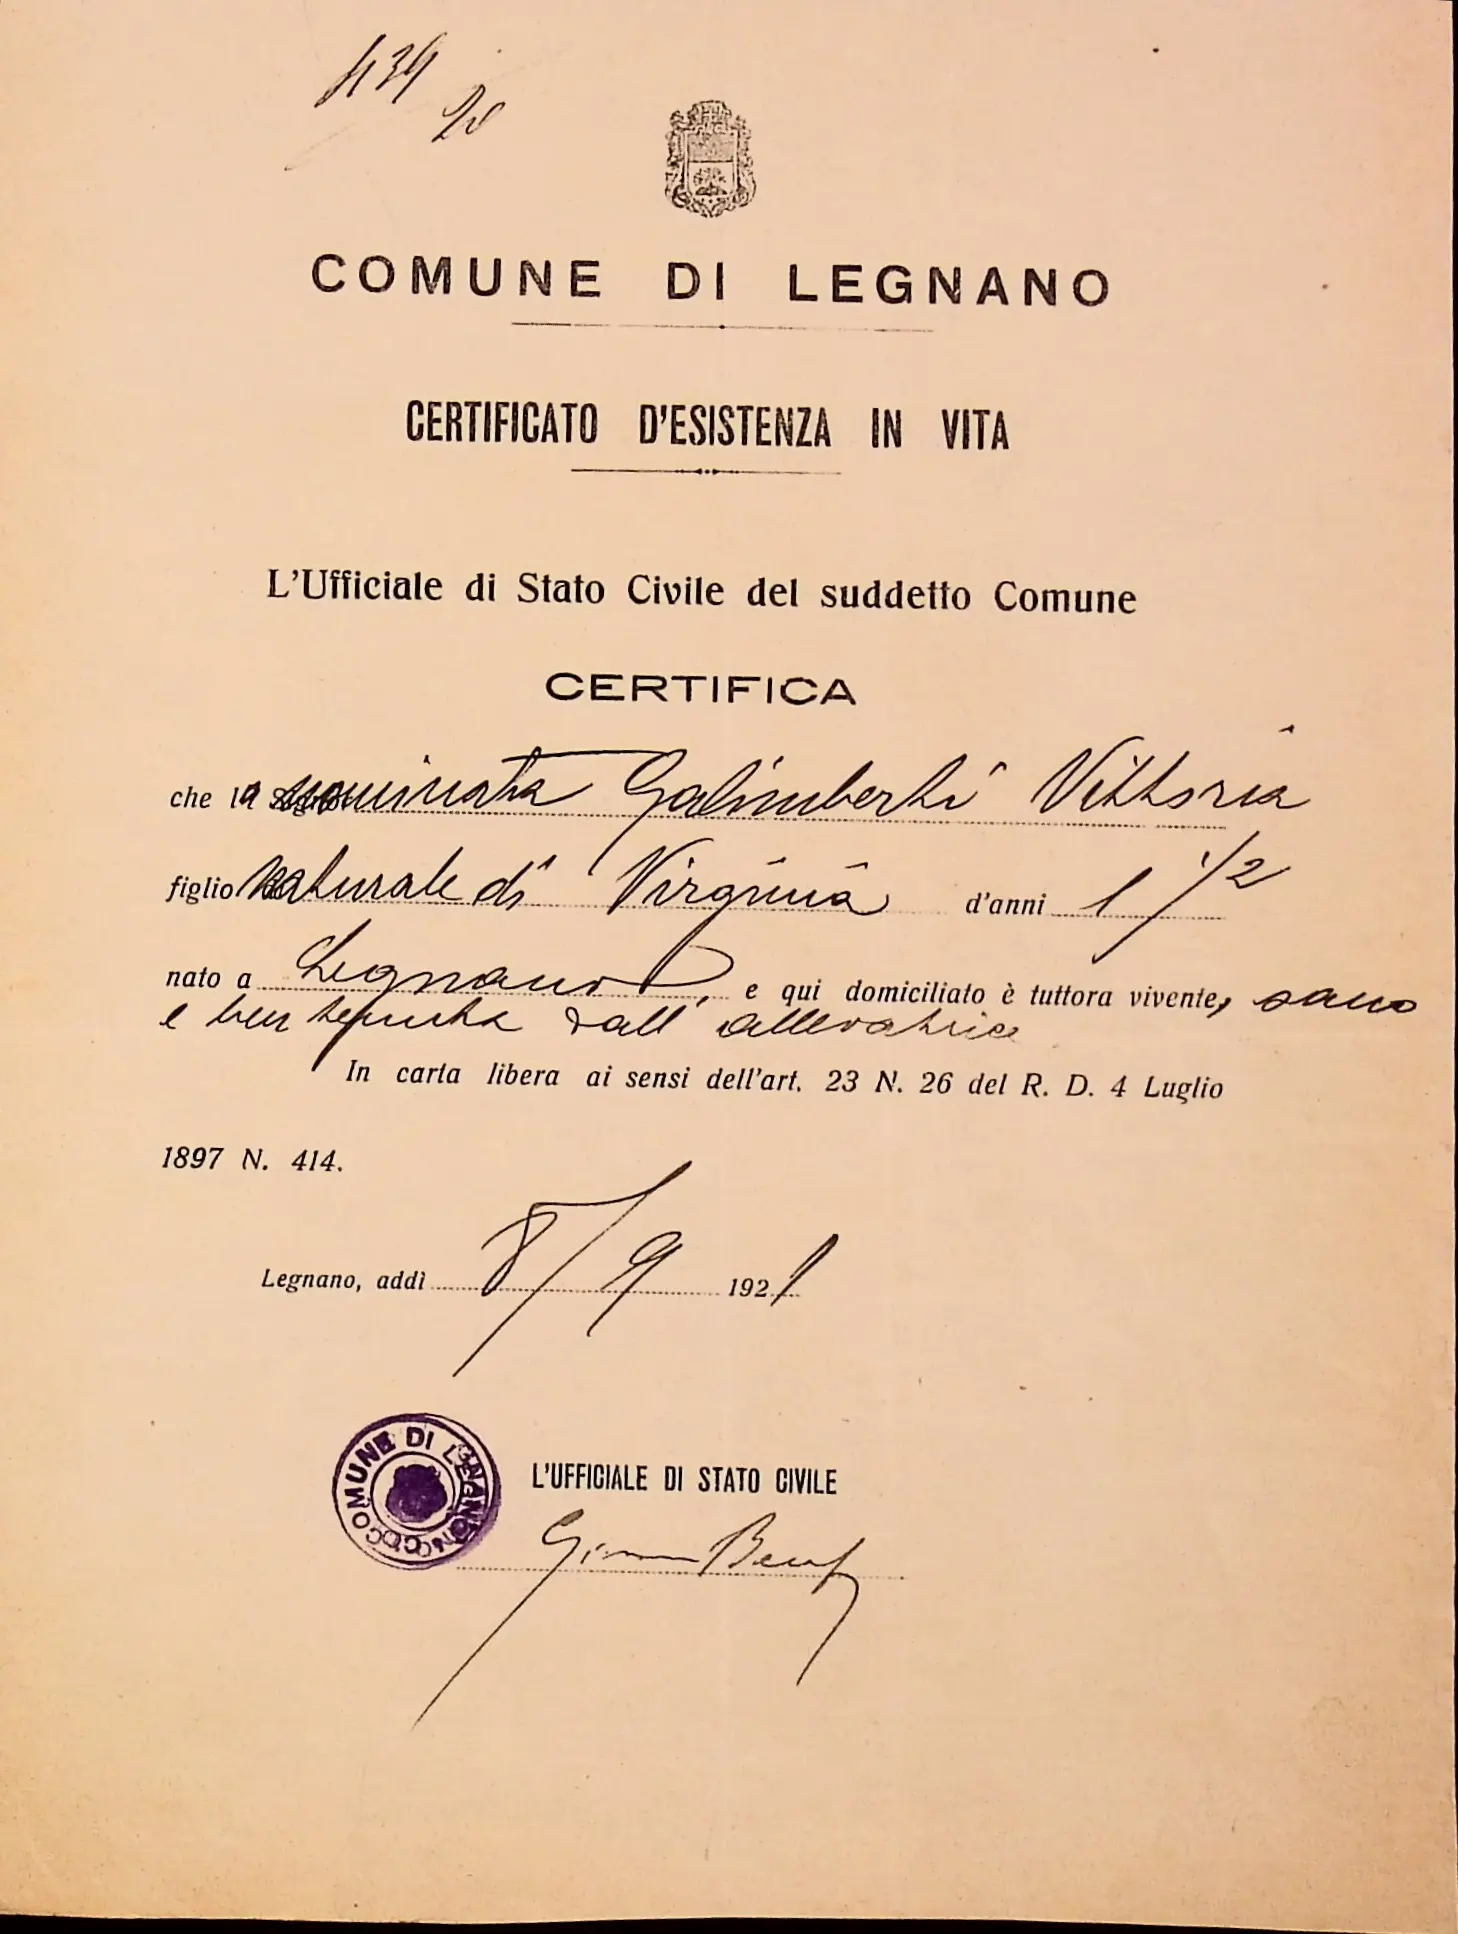 439
20
COMUNE DI LEGNANO
CERTIFICATO D'ESISTENZA IN VITA
L'Ufficiale di Stato Civile del suddetto Comune
CERTIFICA
che la nominata Galimberti Vittoria
figlio naturale di Virginia d'anni 1 1/2
nato a Legnano, e qui domiciliato è tuttora vivente, sana
e ben tenuta dall' allevatrice
In carta libera ai sensi dell'art. 23 N. 26 del R. D. 4 Luglio
1897 N. 414.
Legnano, addì 8/9 1921
COMUNE DI LEGNANO
L'UFFICIALE DI STATO CIVILE